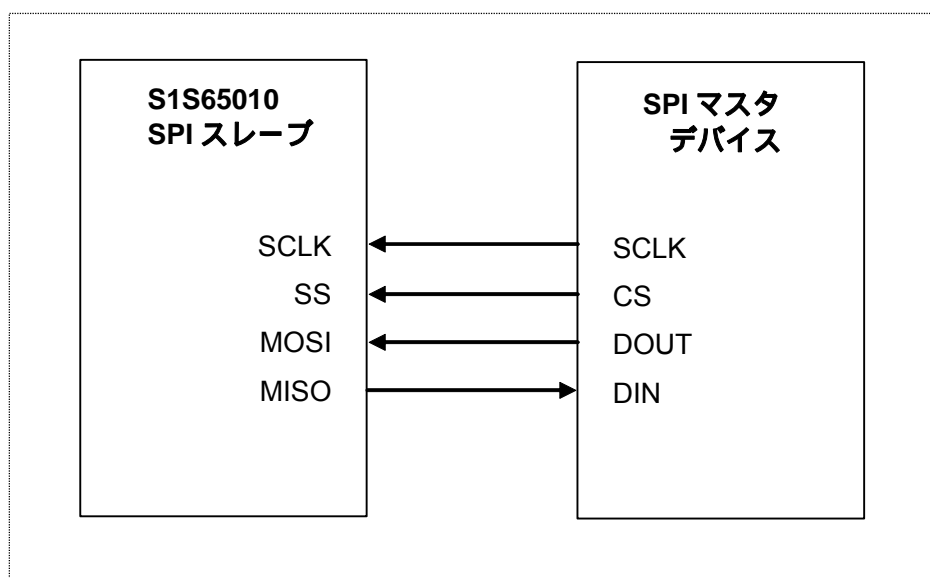 S1S65010
SPI スレーブ
SCLK
SS
MOSI
MISO
SPI マスタ
デバイス
SCLK
CS
DOUT
DIN